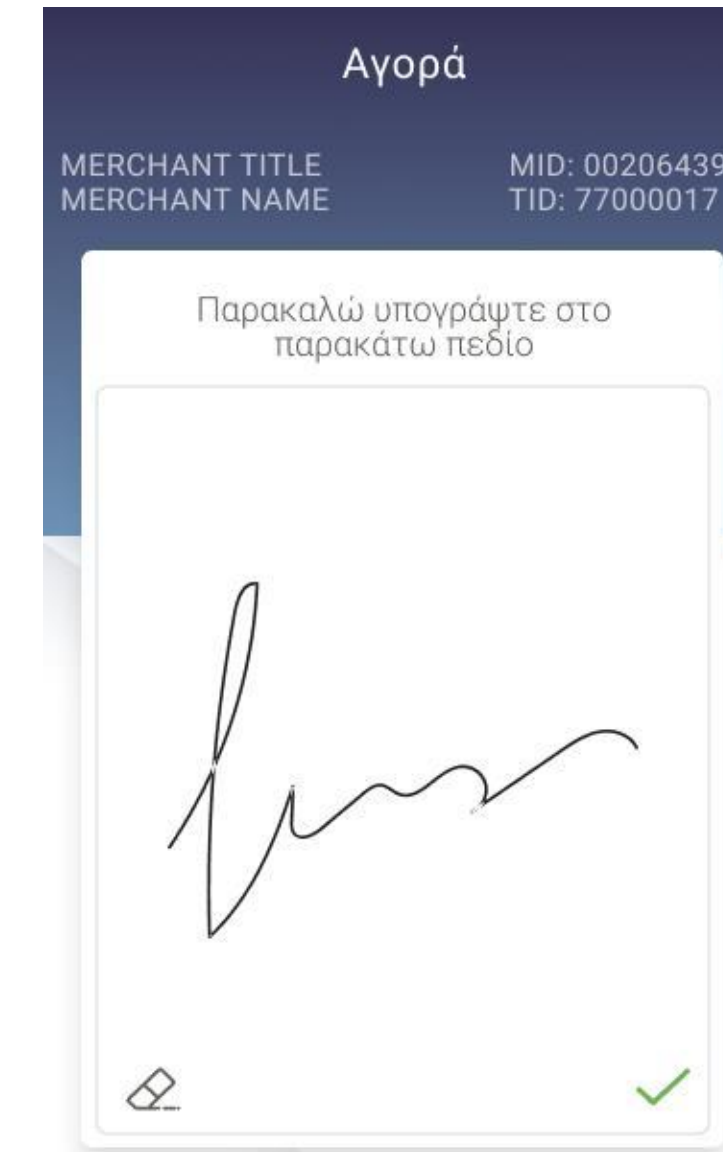 Αγορά
MERCHANT TITLE
MID: 00206439
MERCHANT NAME
TID: 77000017
Παρακαλώ υπογράψτε στο
παρακάτω πεδίο